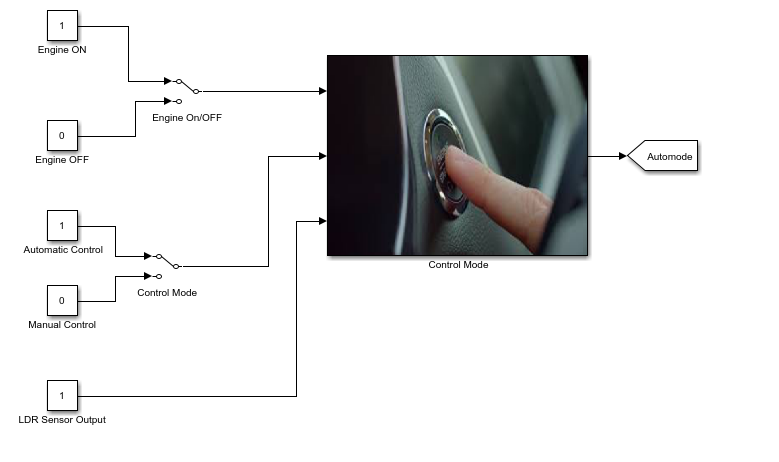 1
Engine ON
Engine On/OFF
0
Engine OFF
1
Automatic Control
Control Mode
0
Manual Control
1
LDR Sensor Output
Control Mode
Automode